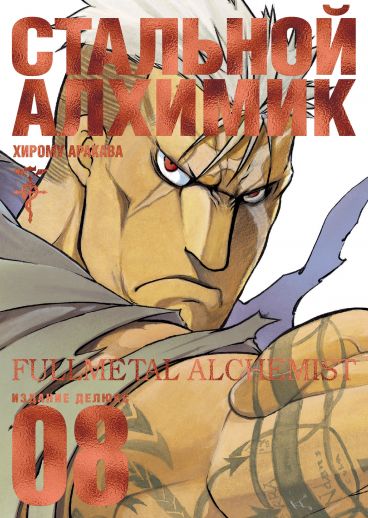 СТАЛЬНОЙ
АЛХИМИК
ХИРОМУ АРАКАВА
FULLMETAL ALCHEMIST
ИЗДАНИЕ ДЕЛЮКС
08